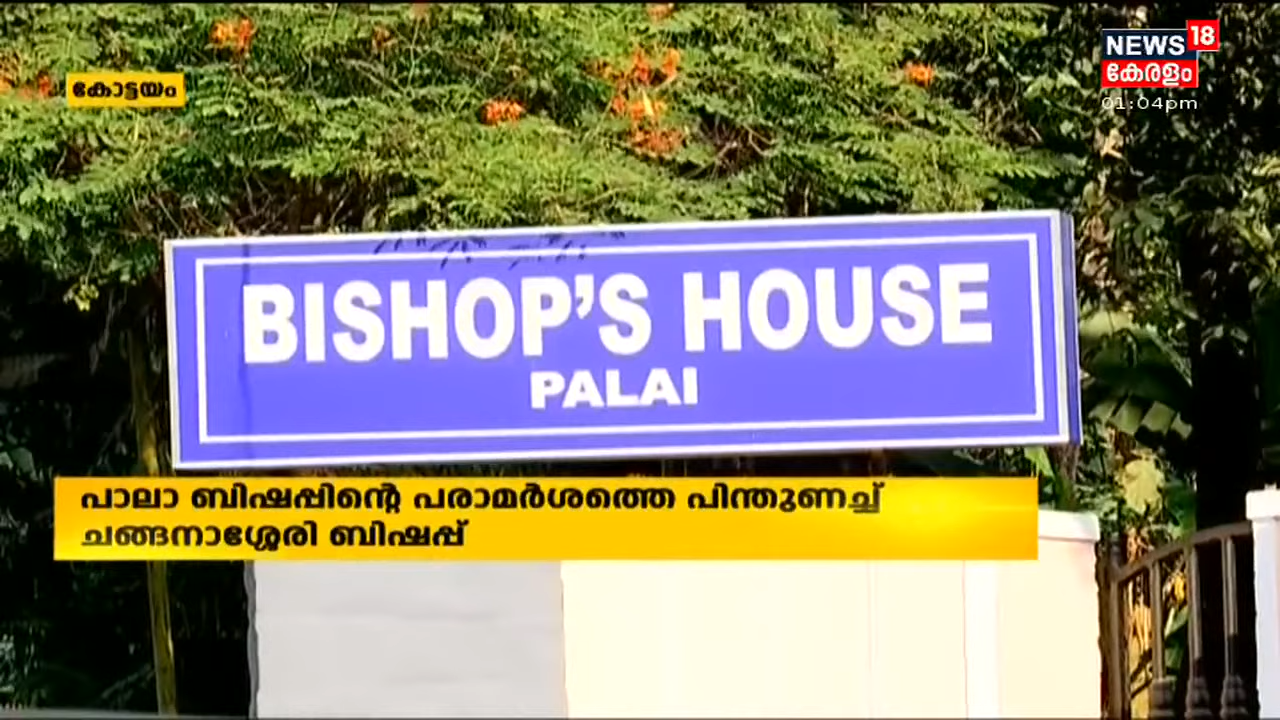 NEWS 18
കേരളം
01:04pm
കോട്ടയം
BISHOP'S HOUSE
PALAI
പാലാ ബിഷപ്പിന്റെ പരാമർശത്തെ പിന്തുണച്ച്
ചങ്ങനാശ്ശേരി ബിഷപ്പ്